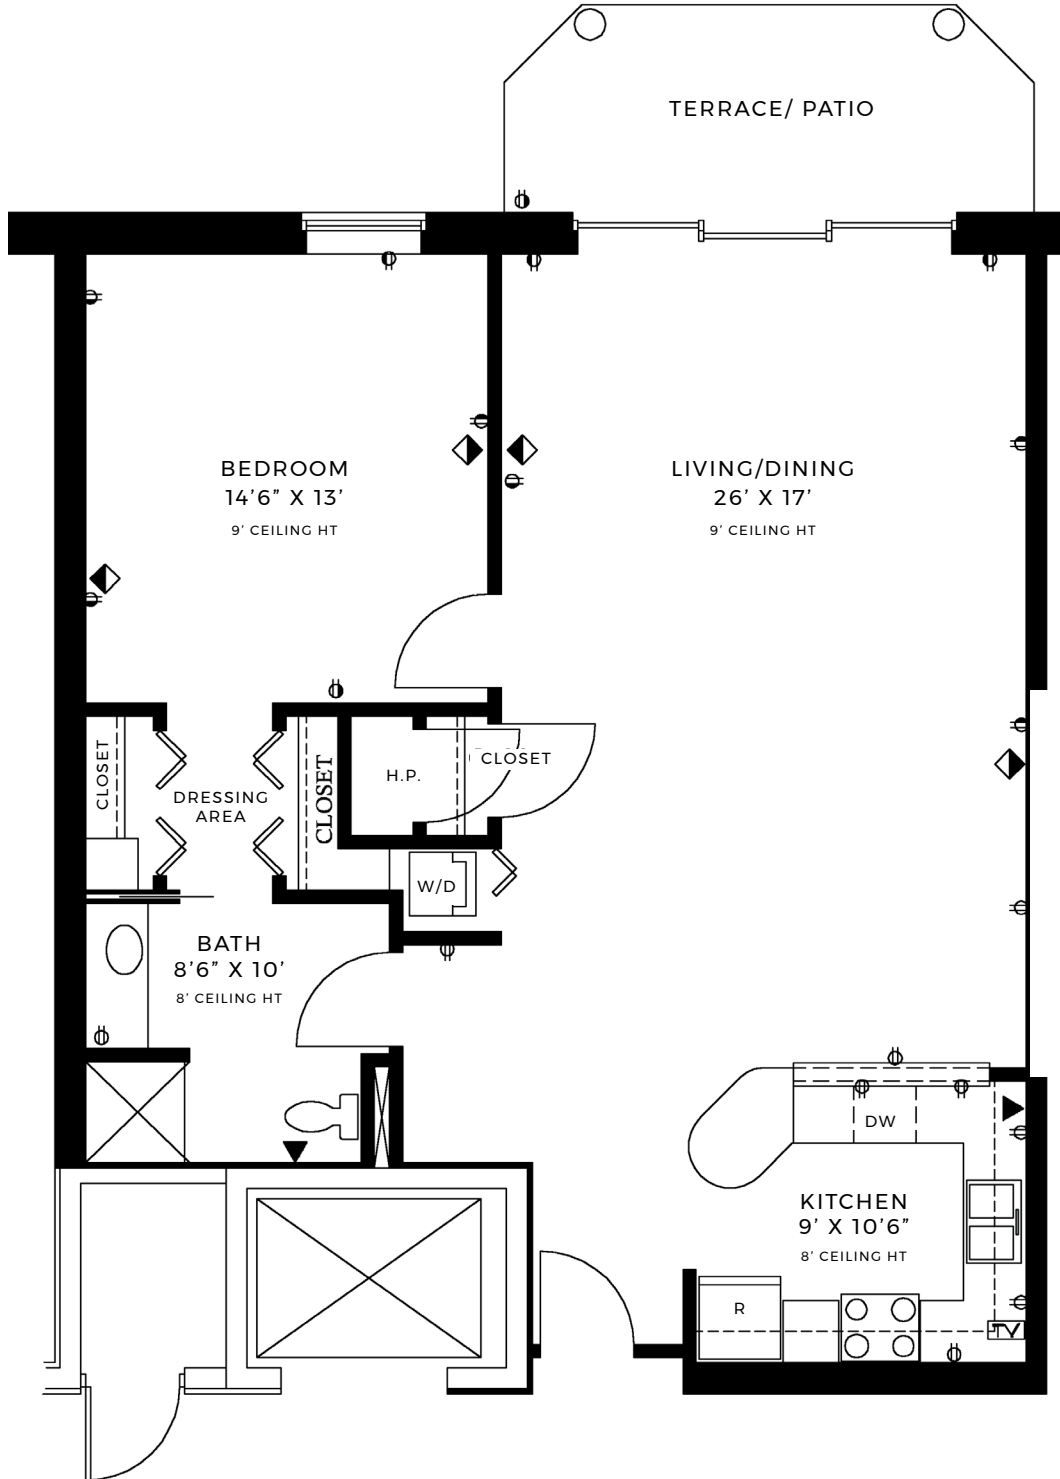 TERRACE/ PATIO
BEDROOM
14'6" X 13'
9' CEILING HT
LIVING/DINING
26' X 17'
9' CEILING HT
CLOSET
DRESSING
AREA
CLOSET
H.P.
CLOSET
W/D
BATH
8'6" X 10'
8' CEILING HT
DW
KITCHEN
9' X 10'6"
8' CEILING HT
R
TV